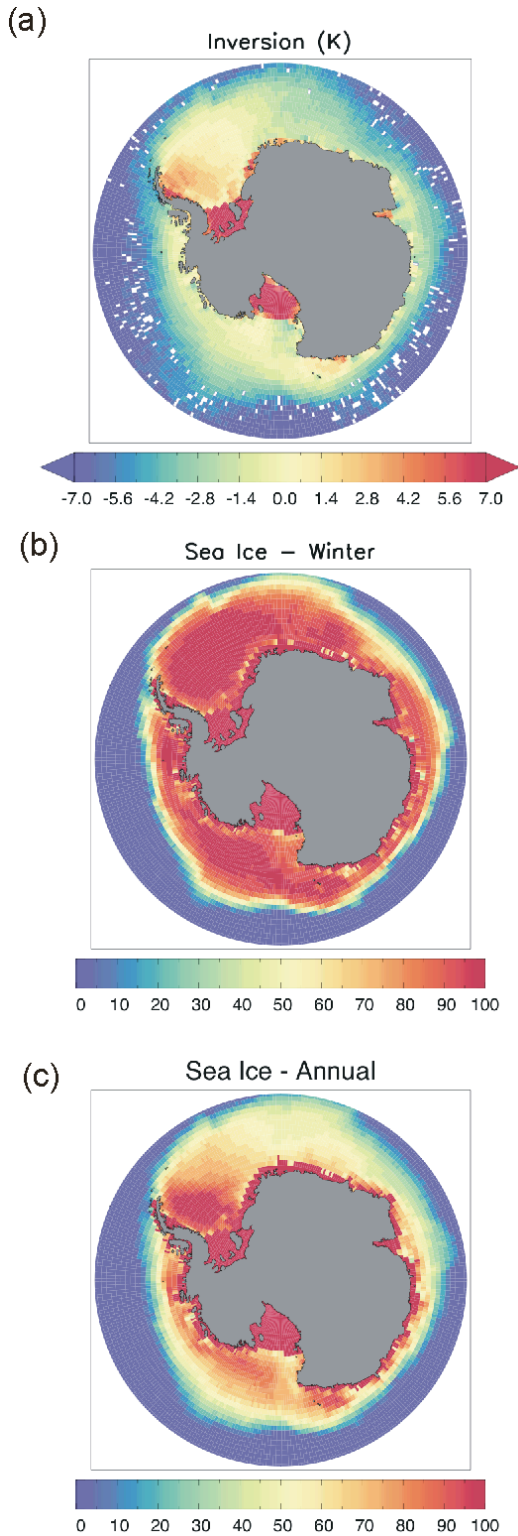 (a)
Inversion (K)
-7.0 -5.6 -4.2 -2.8 -1.4 0.0 1.4 2.8 4.2 5.6 7.0
(b)
Sea Ice – Winter
0 10 20 30 40 50 60 70 80 90 100
(c)
Sea Ice - Annual
0 10 20 30 40 50 60 70 80 90 100